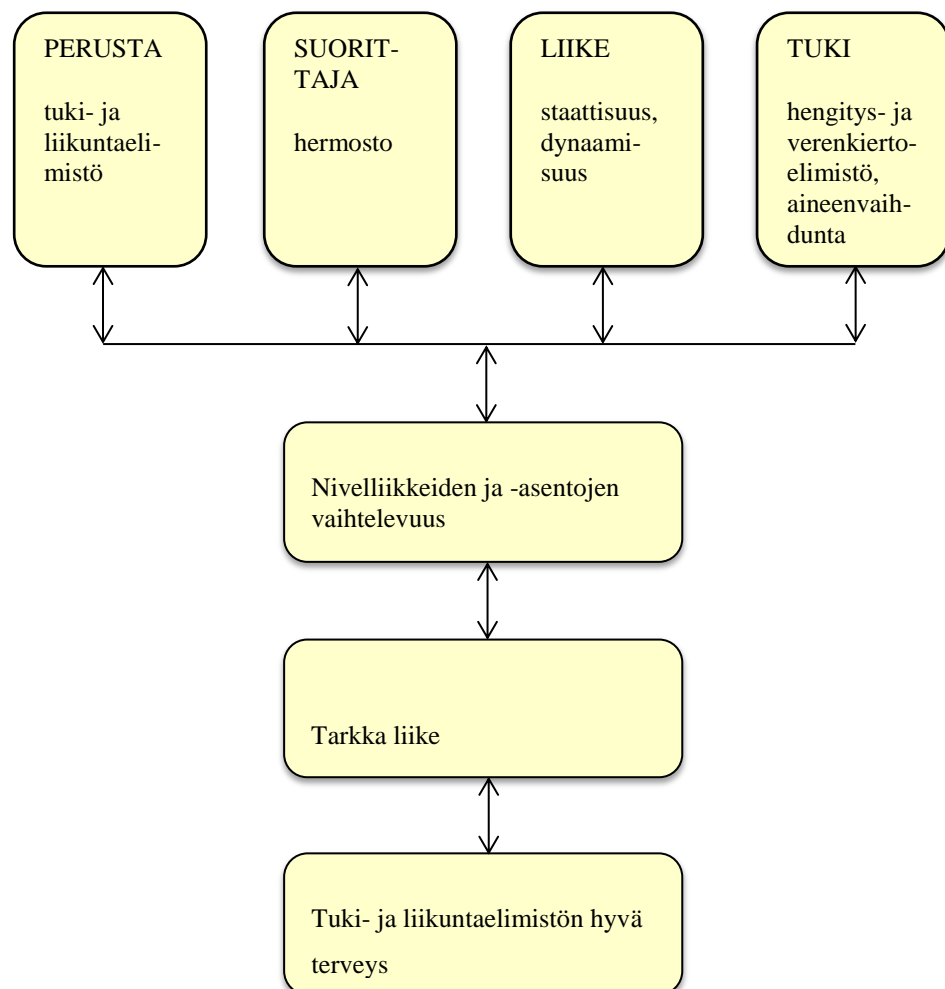 PERUSTA
tuki- ja
liikuntaeli-
mistö
SUORIT-
TAJA
hermosto
LIIKE
staattisuus,
dynaami-
suus
TUKI
hengitys- ja
verenkierto-
elimistö,
aineenvaih-
dunta
Nivelliikkeiden ja -asentojen
vaihtelevuus
Tarkka liike
Tuki- ja liikuntaelimistön hyvä
terveys